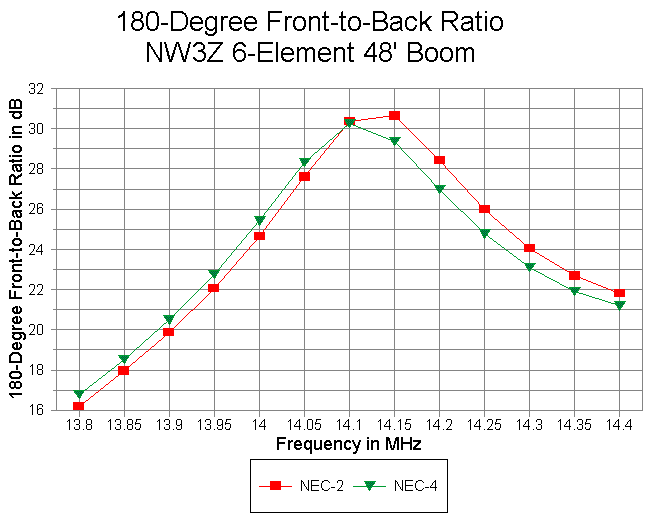 180-Degree Front-to-Back Ratio
NW3Z 6-Element 48' Boom
180-Degree Front-to-Back Ratio in dB
32
30
28
26
24
22
20
18
16
13.8 13.85 13.9 13.95 14 14.05 14.1 14.15 14.2 14.25 14.3 14.35 14.4
Frequency in MHz
NEC-2 NEC-4